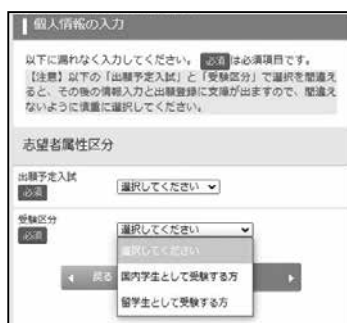 個人情報の入力
以下に漏れなく入力してください。 必須 は必須項目です。
【注意】以下の「出願予定入試」と「受験区分」で選択を間違え
ると、その後の情報入力と出願登録に支障が出ますので、間違え
ないように慎重に選択してください。
志望者属性区分
出願予定入試
必須
選択してください
受験区分
必須
選択してください
選択してください
戻る
国内学生として受験する方
留学生として受験する方